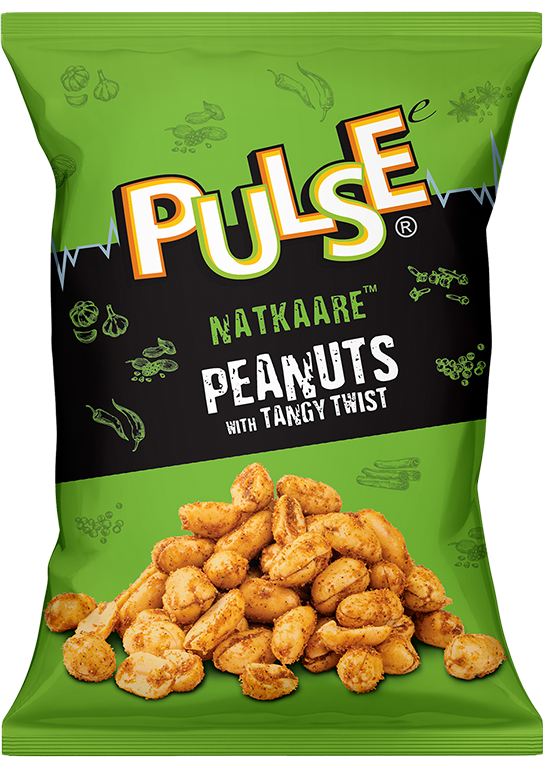 PULSE e
®
NATKAARE™
PEANUTS
WITH TANGY TWIST